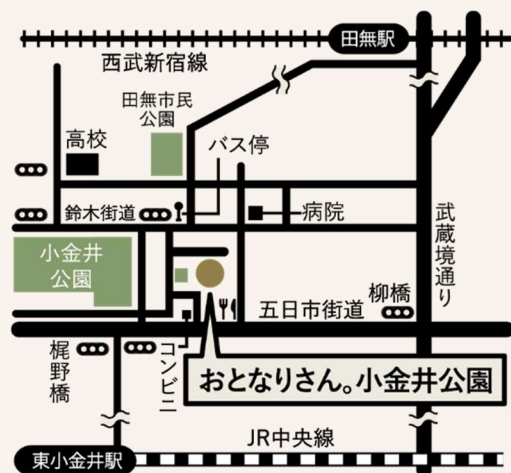 田無駅
西武新宿線
田無市民
公園
高校
バス停
鈴木街道
病院
武蔵境通り
小金井
公園
柳橋
五日市街道
梶野橋
コンビニ
おとなりさん。小金井公園
JR中央線
東小金井駅